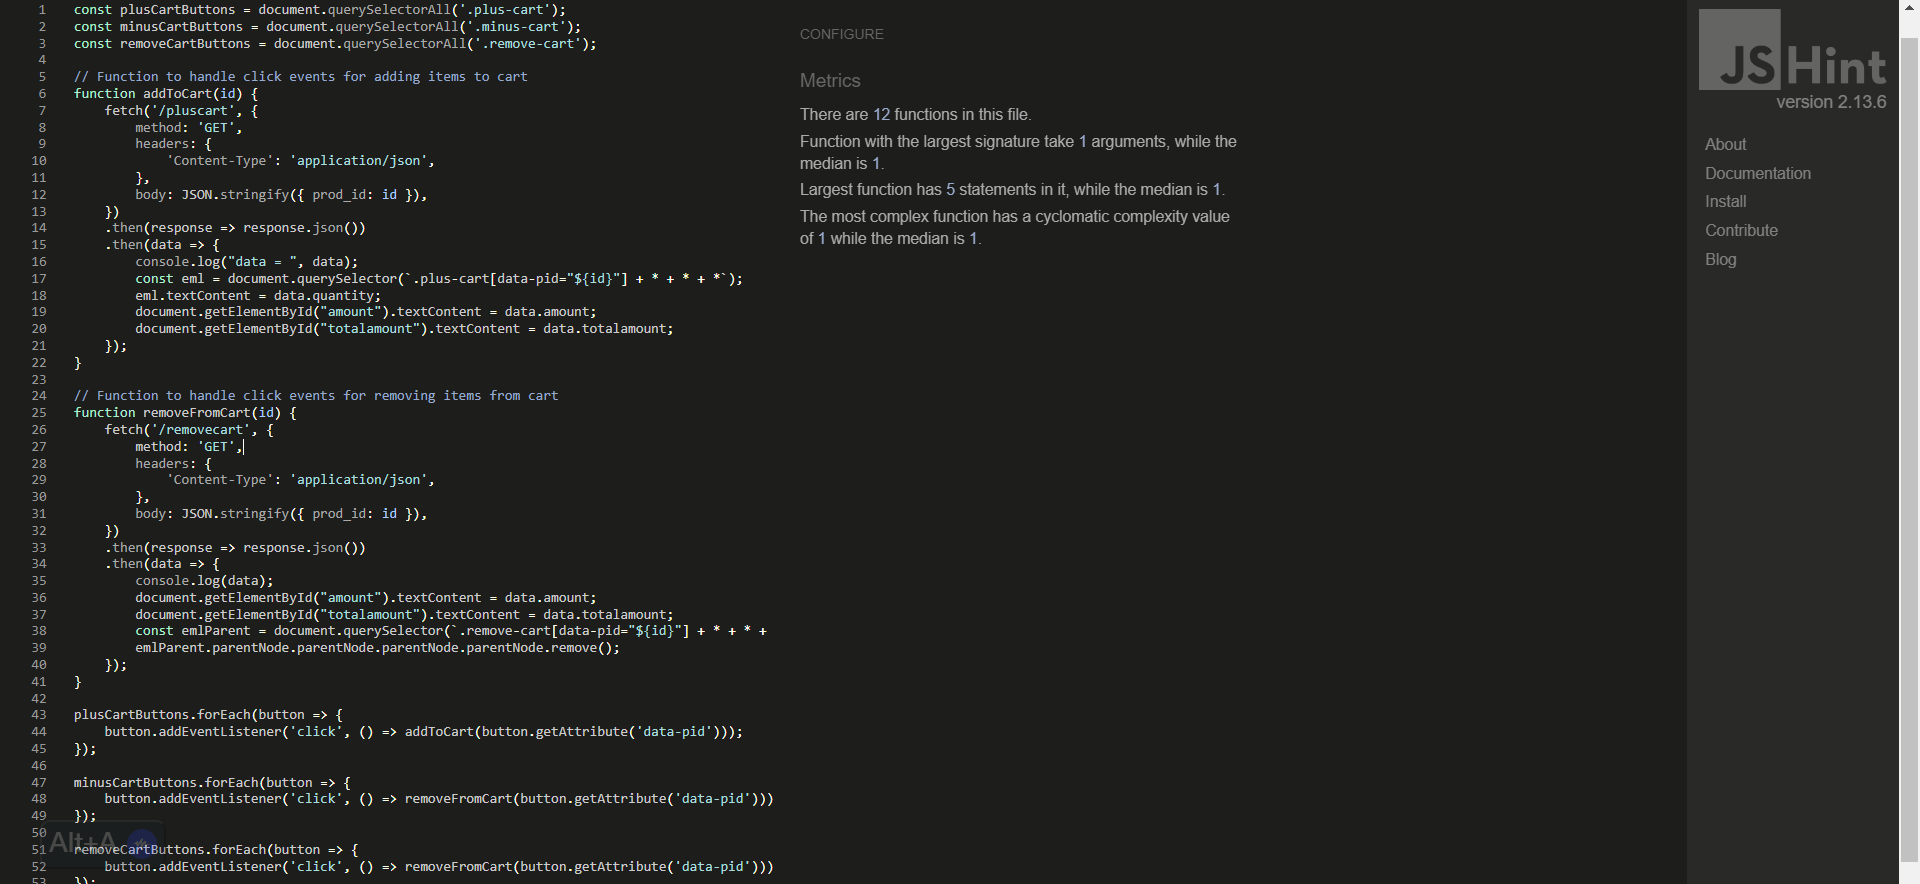 1 const plusCartButtons = document.querySelectorAll('.plus-cart');
2 const minusCartButtons = document.querySelectorAll('.minus-cart');
3 const removeCartButtons = document.querySelectorAll('.remove-cart');
4
5 // Function to handle click events for adding items to cart
6 function addToCart(id) {
7     fetch('/pluscart', {
8         method: 'GET',
9         headers: {
10             'Content-Type': 'application/json',
11         },
12         body: JSON.stringify({ prod_id: id }),
13     })
14     .then(response => response.json())
15     .then(data => {
16         console.log("data = ", data);
17         const eml = document.querySelector(`.plus-cart[data-pid="${id}"] + * + * + *`);
18         eml.textContent = data.quantity;
19         document.getElementById("amount").textContent = data.amount;
20         document.getElementById("totalamount").textContent = data.totalamount;
21     });
22 }
23
24 // Function to handle click events for removing items from cart
25 function removeFromCart(id) {
26     fetch('/removecart', {
27         method: 'GET',
28         headers: {
29             'Content-Type': 'application/json',
30         },
31         body: JSON.stringify({ prod_id: id }),
32     })
33     .then(response => response.json())
34     .then(data => {
35         console.log(data);
36         document.getElementById("amount").textContent = data.amount;
37         document.getElementById("totalamount").textContent = data.totalamount;
38         const emlParent = document.querySelector(`.remove-cart[data-pid="${id}"] + * + * +
39         emlParent.parentNode.parentNode.parentNode.parentNode.remove();
40     });
41 }
42
43 plusCartButtons.forEach(button => {
44     button.addEventListener('click', () => addToCart(button.getAttribute('data-pid')));
45 });
46
47 minusCartButtons.forEach(button => {
48     button.addEventListener('click', () => removeFromCart(button.getAttribute('data-pid')))
49 });
50
51 removeCartButtons.forEach(button => {
52     button.addEventListener('click', () => removeFromCart(button.getAttribute('data-pid')))
53 });
Alt+A
CONFIGURE
Metrics
There are 12 functions in this file.
Function with the largest signature take 1 arguments, while the
median is 1.
Largest function has 5 statements in it, while the median is 1.
The most complex function has a cyclomatic complexity value
of 1 while the median is 1.
JSHint
version 2.13.6
About
Documentation
Install
Contribute
Blog